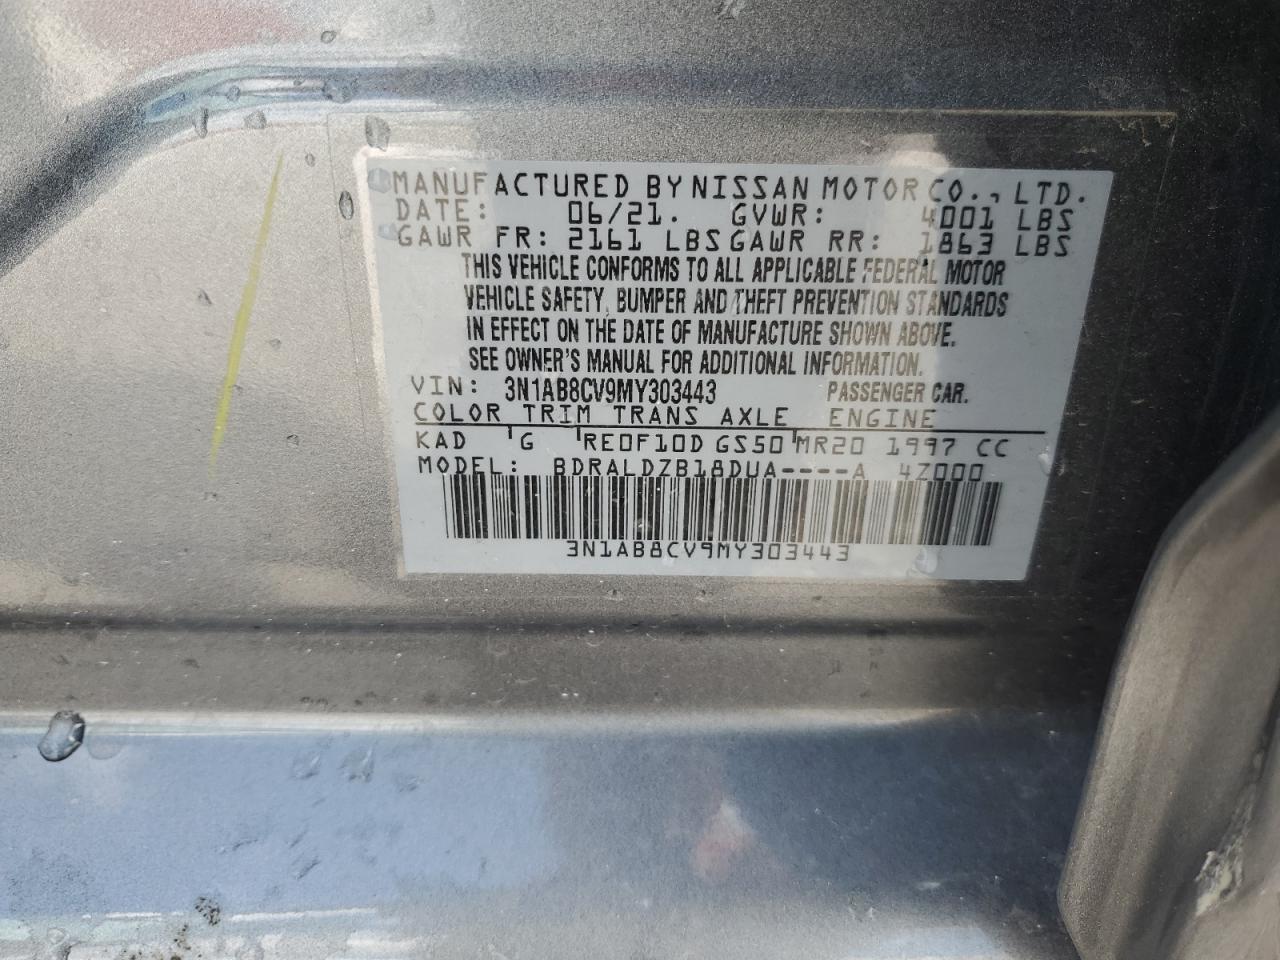 MANUFACTURED BY NISSAN MOTOR CO., LTD.
DATE: 06/21. GVWR: 4001 LBS
GAWR FR: 2161 LBS GAWR RR: 1863 LBS
THIS VEHICLE CONFORMS TO ALL APPLICABLE FEDERAL MOTOR
VEHICLE SAFETY, BUMPER AND THEFT PREVENTION STANDARDS
IN EFFECT ON THE DATE OF MANUFACTURE SHOWN ABOVE.
SEE OWNER'S MANUAL FOR ADDITIONAL INFORMATION.
VIN: 3N1AB8CV9MY303443 PASSENGER CAR.
COLOR TRIM TRANS AXLE ENGINE
KAD G RE0F10D GS50 MR20 1997 CC
MODEL: BDRALDZB18DUA----A 4Z000
3N1AB8CV9MY303443